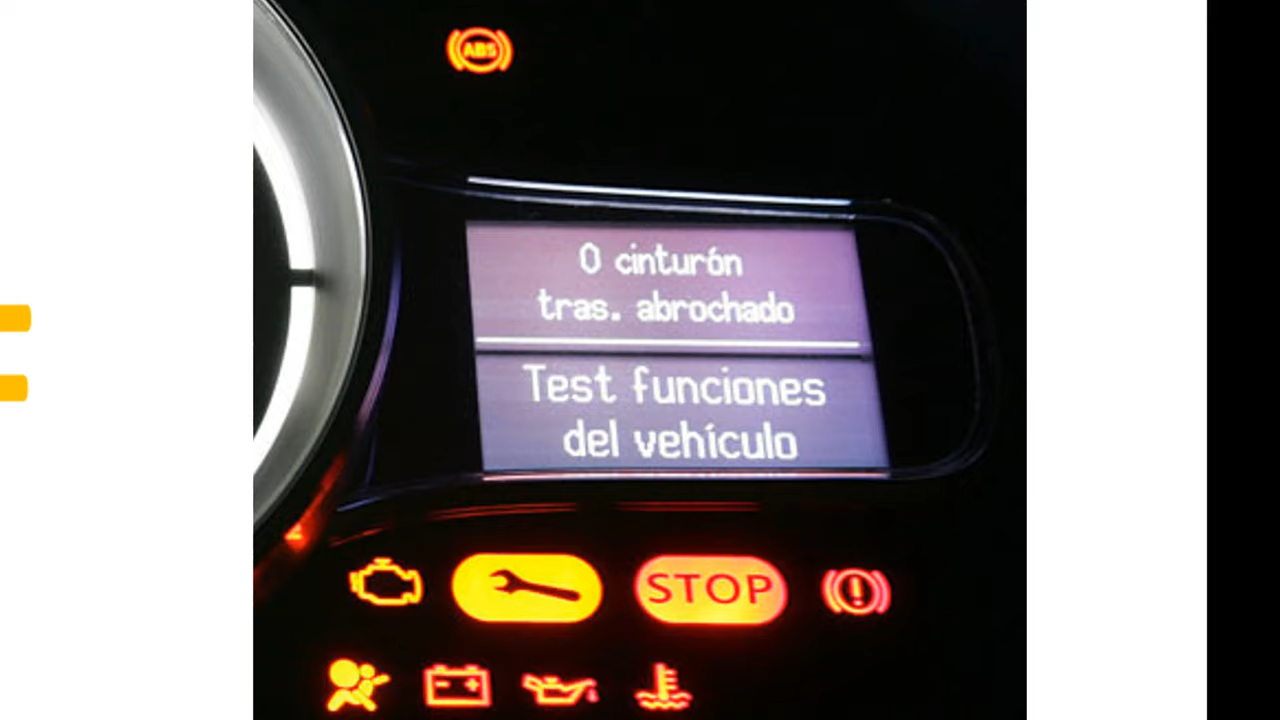 ABS
0 cinturón
tras. abrochado
Test funciones
del vehículo
STOP